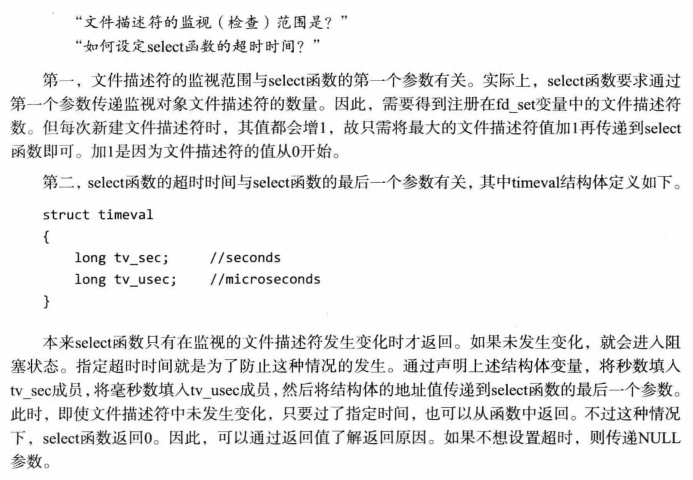 “文件描述符的监视（检查）范围是？”
“如何设定select函数的超时时间？”
第一，文件描述符的监视范围与select函数的第一个参数有关。实际上，select函数要求通过
第一个参数传递监视对象文件描述符的数量。因此，需要得到注册在fd_set变量中的文件描述符
数。但每次新建文件描述符时，其值都会增1，故只需将最大的文件描述符值加1再传递到select
函数即可。加1是因为文件描述符的值从0开始。
第二，select函数的超时时间与select函数的最后一个参数有关，其中timeval结构体定义如下。
struct timeval
{
    long tv_sec;    //seconds
    long tv_usec;   //microseconds
}
本来select函数只有在监视的文件描述符发生变化时才返回。如果未发生变化，就会进入阻
塞状态。指定超时时间就是为了防止这种情况的发生。通过声明上述结构体变量，将秒数填入
tv_sec成员，将毫秒数填入tv_usec成员，然后将结构体的地址值传递到select函数的最后一个参数。
此时，即使文件描述符中未发生变化，只要过了指定时间，也可以从函数中返回。不过这种情况
下，select函数返回0。因此，可以通过返回值了解返回原因。如果不想设置超时，则传递NULL
参数。